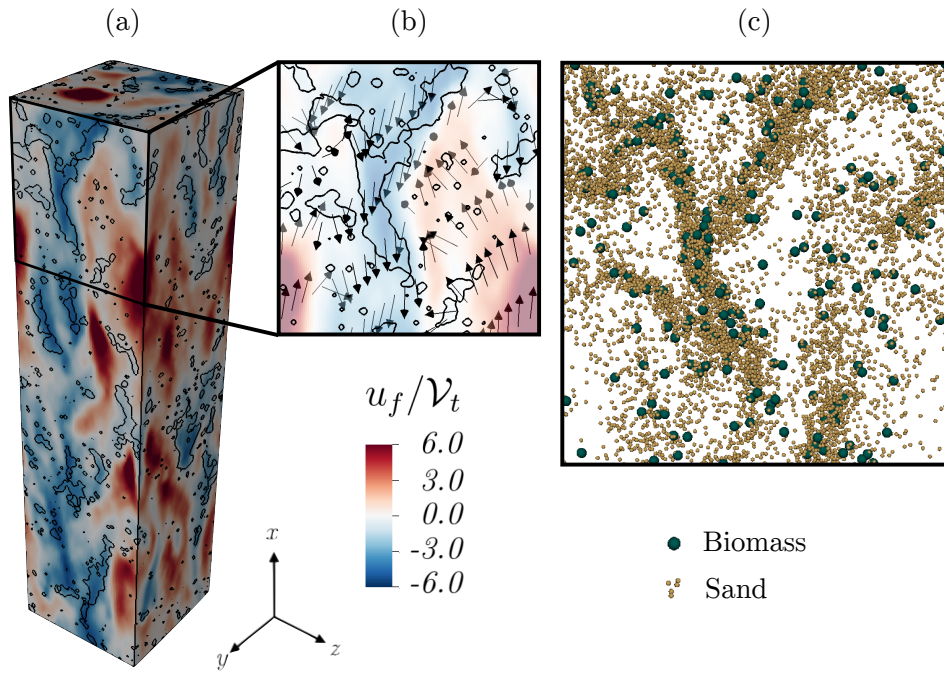 (a)
(b)
(c)
u_f/𝒱_t
6.0
3.0
0.0
-3.0
-6.0
x
y
z
Biomass
Sand